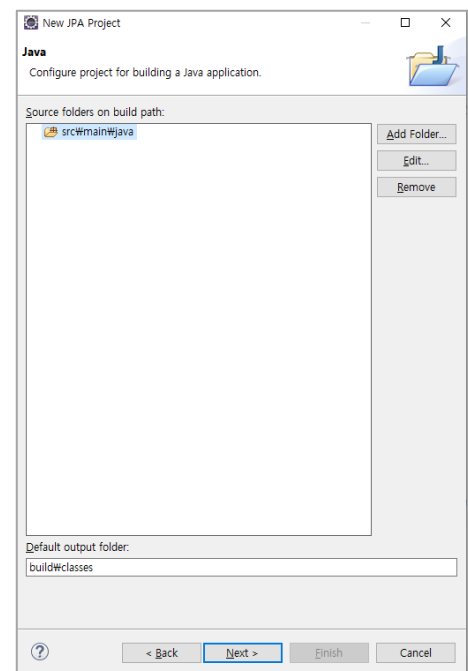 New JPA Project
Java
Configure project for building a Java application.
Source folders on build path:
src₩main₩java
Add Folder...
Edit...
Remove
Default output folder:
build₩classes
< Back
Next >
Finish
Cancel